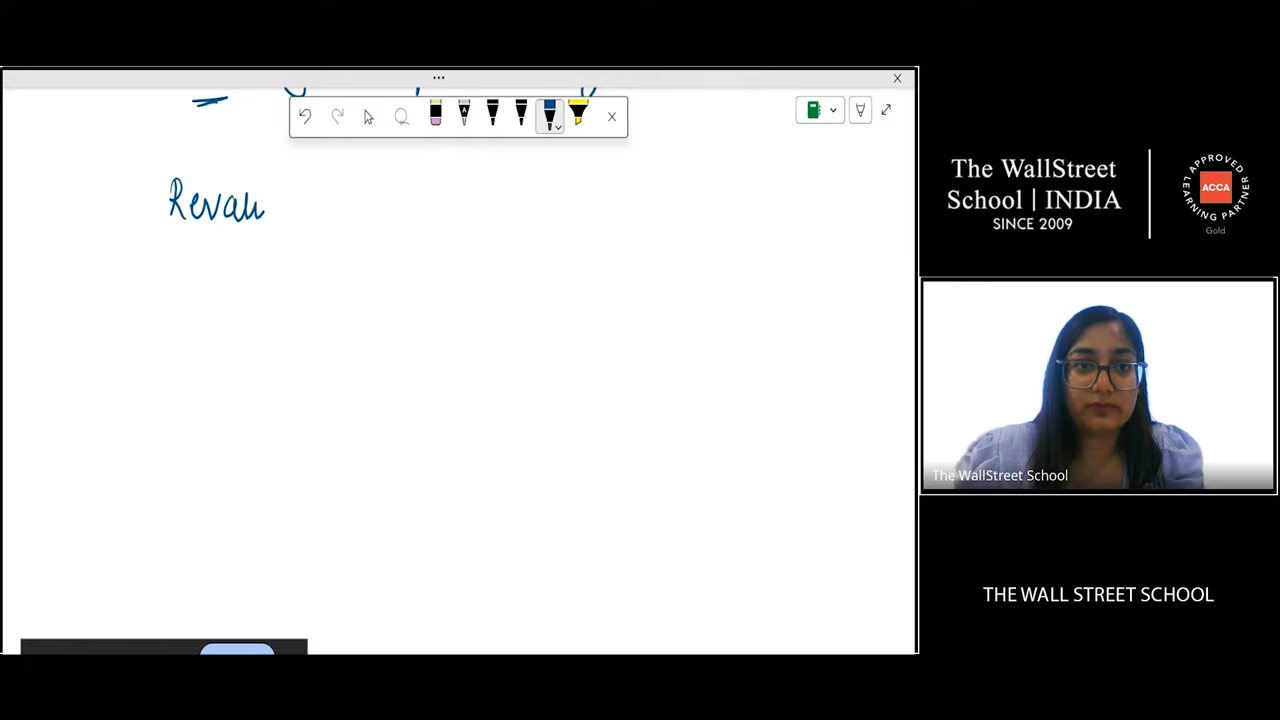 Revalu
The WallStreet
School | INDIA
SINCE 2009
APPROVED
LEARNING PARTNER
ACCA
Gold
The WallStreet School
THE WALL STREET SCHOOL